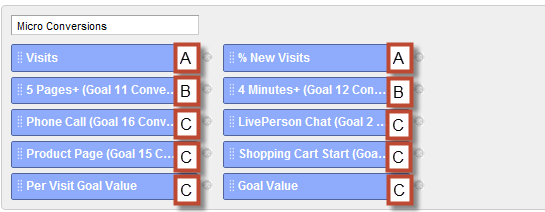 Micro Conversions
Visits A % New Visits A
5 Pages+ (Goal 11 Conve... B 4 Minutes+ (Goal 12 Con... B
Phone Call (Goal 16 Conv... C LivePerson Chat (Goal 2 ... C
Product Page (Goal 15 C... C Shopping Cart Start (Goa... C
Per Visit Goal Value C Goal Value C